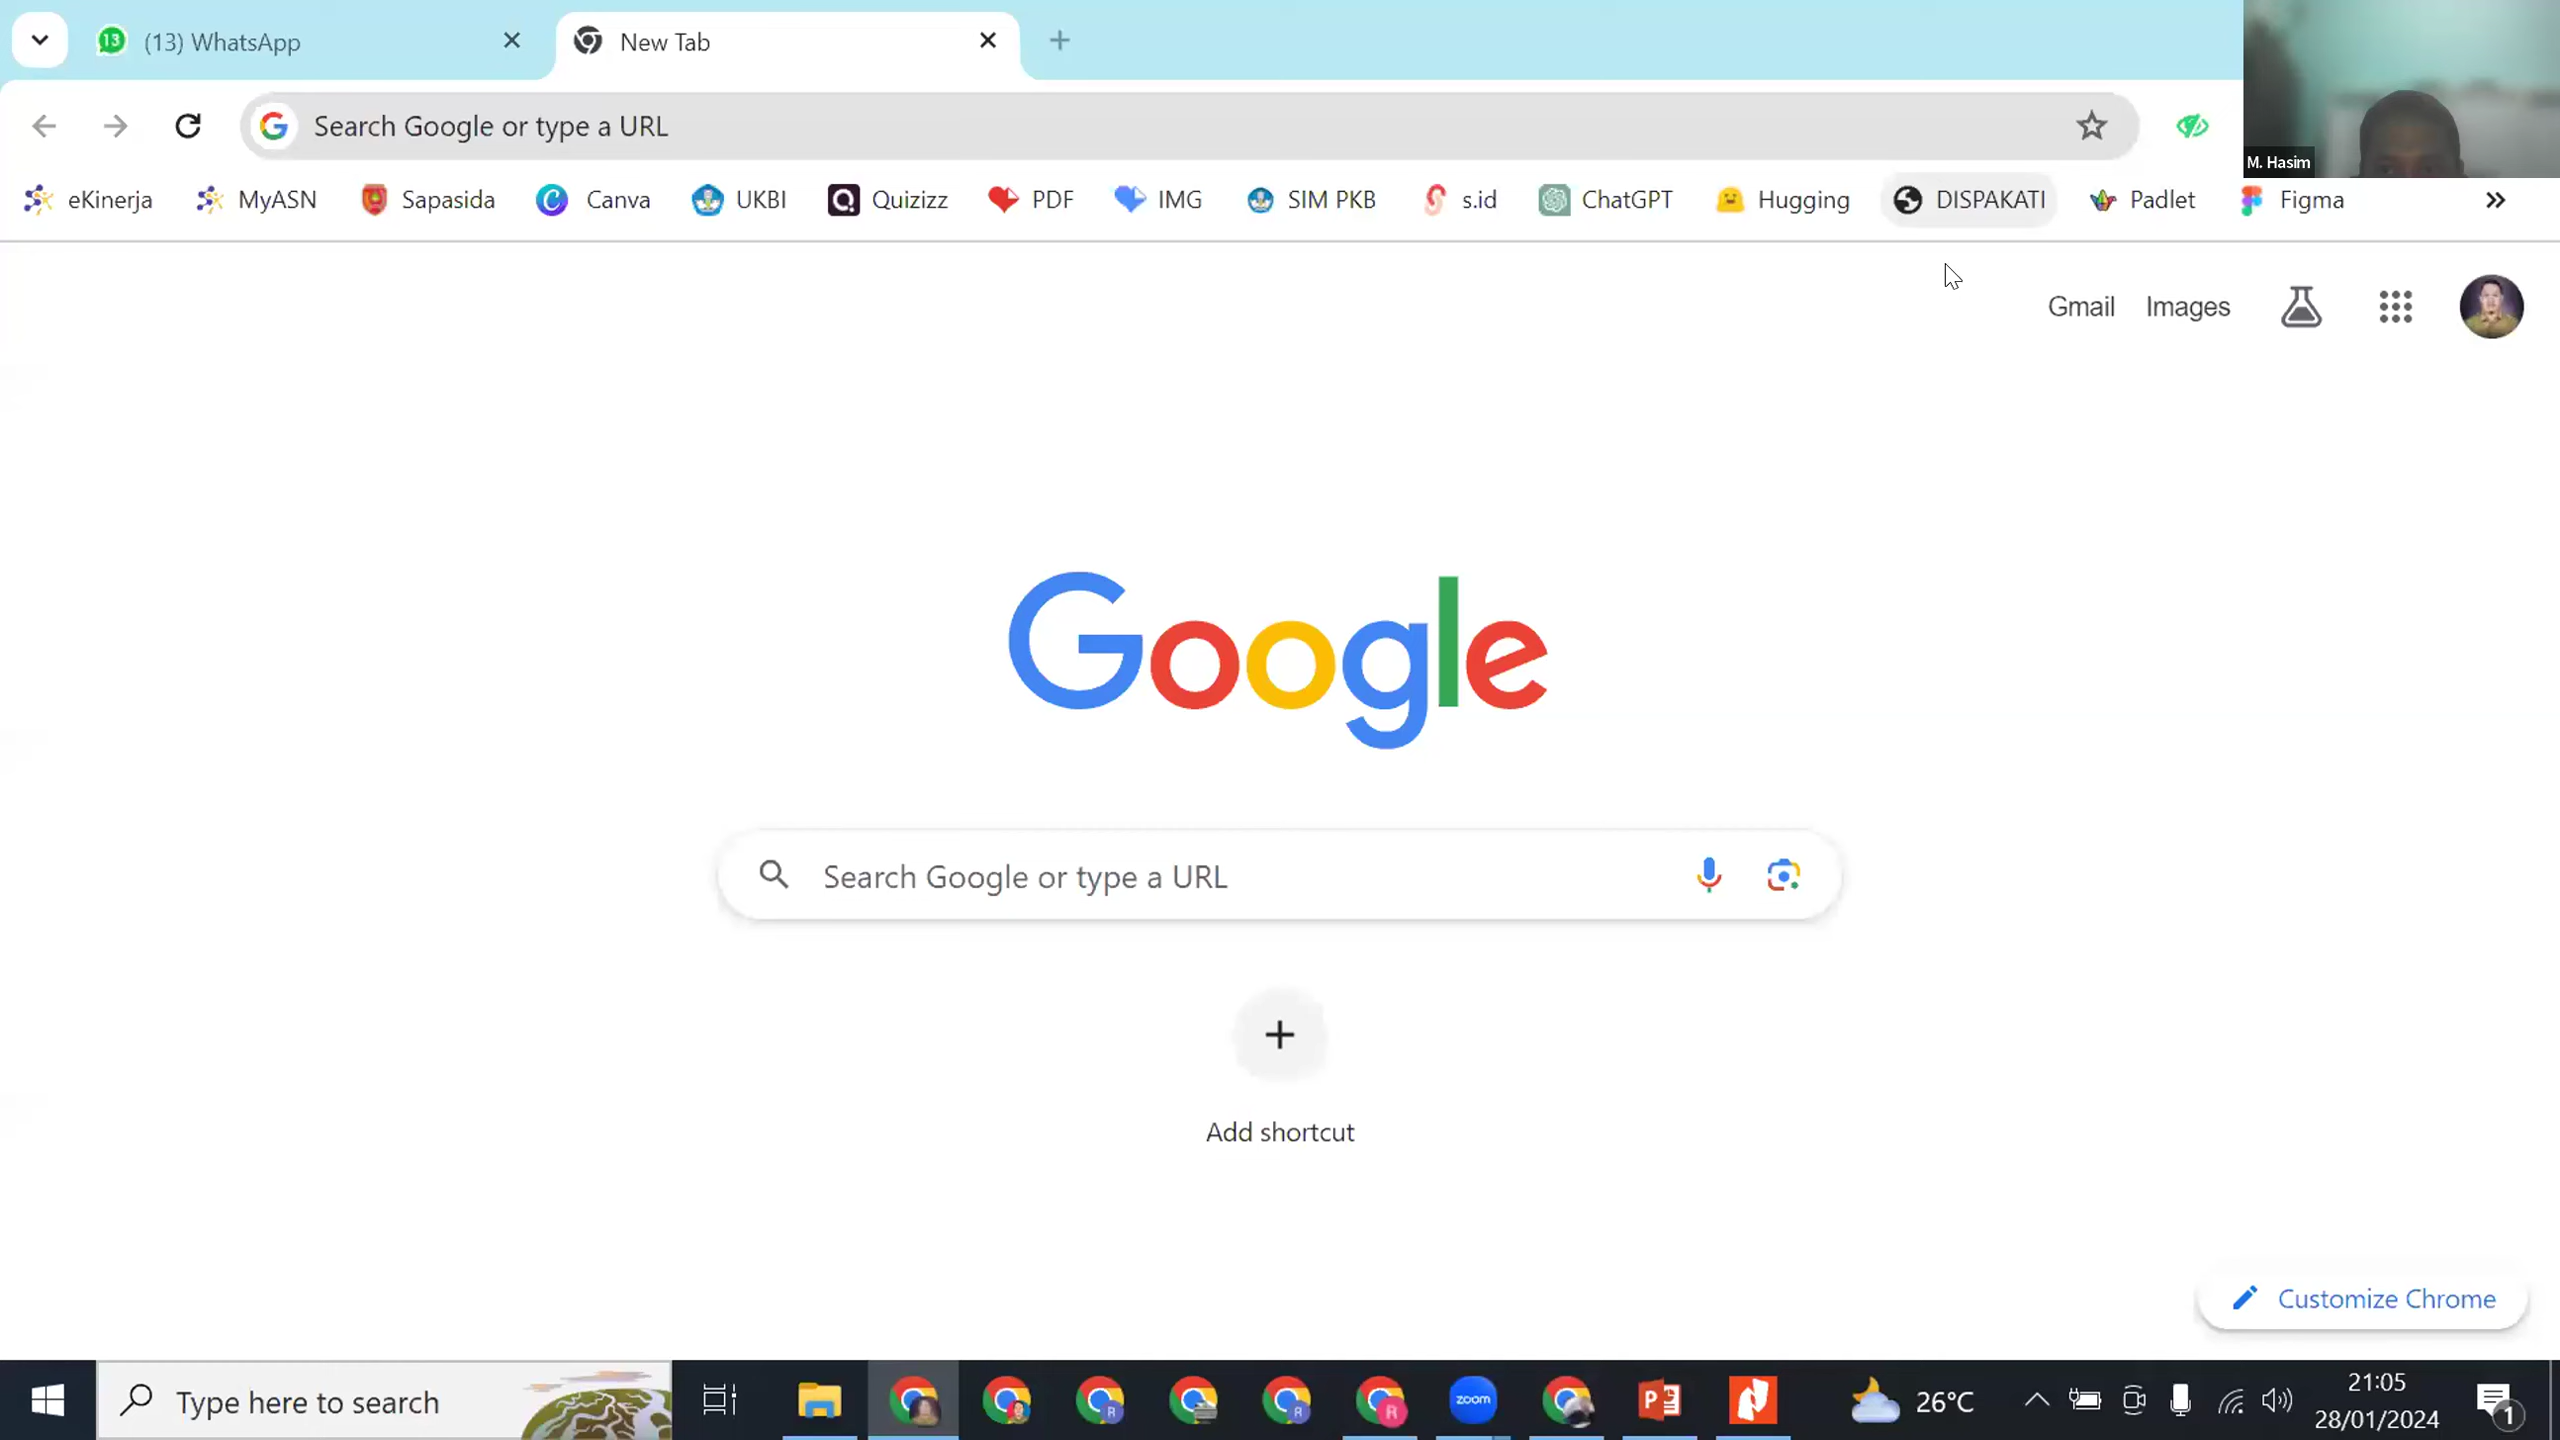 (13) WhatsApp
New Tab
Search Google or type a URL
M. Hasim
eKinerja
MyASN
Sapasida
Canva
UKBI
Quizizz
PDF
IMG
SIM PKB
s.id
ChatGPT
Hugging
DISPAKATI
Padlet
Figma
Gmail
Images
Google
Search Google or type a URL
Add shortcut
Customize Chrome
Type here to search
zoom
26°C
21:05
28/01/2024
1